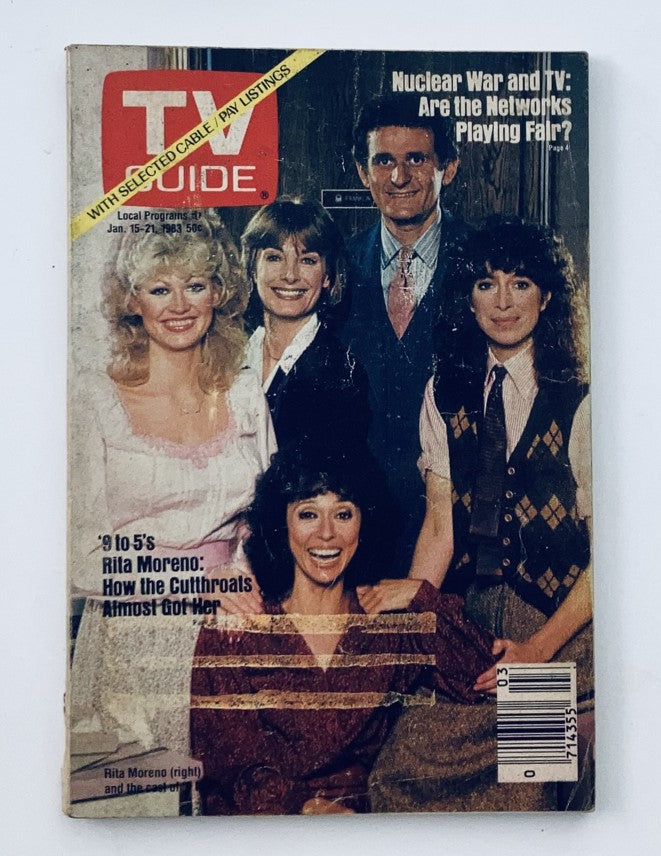 TV
GUIDE®
WITH SELECTED CABLE/PAY LISTINGS
Local Programs
Jan. 15-21, 1983 50¢
Nuclear War and TV:
Are the Networks
Playing Fair?
Page 4
'9 to 5's
Rita Moreno:
How the Cutthroats
Almost Got Her
Rita Moreno (right)
and the cast of
03
0
714355